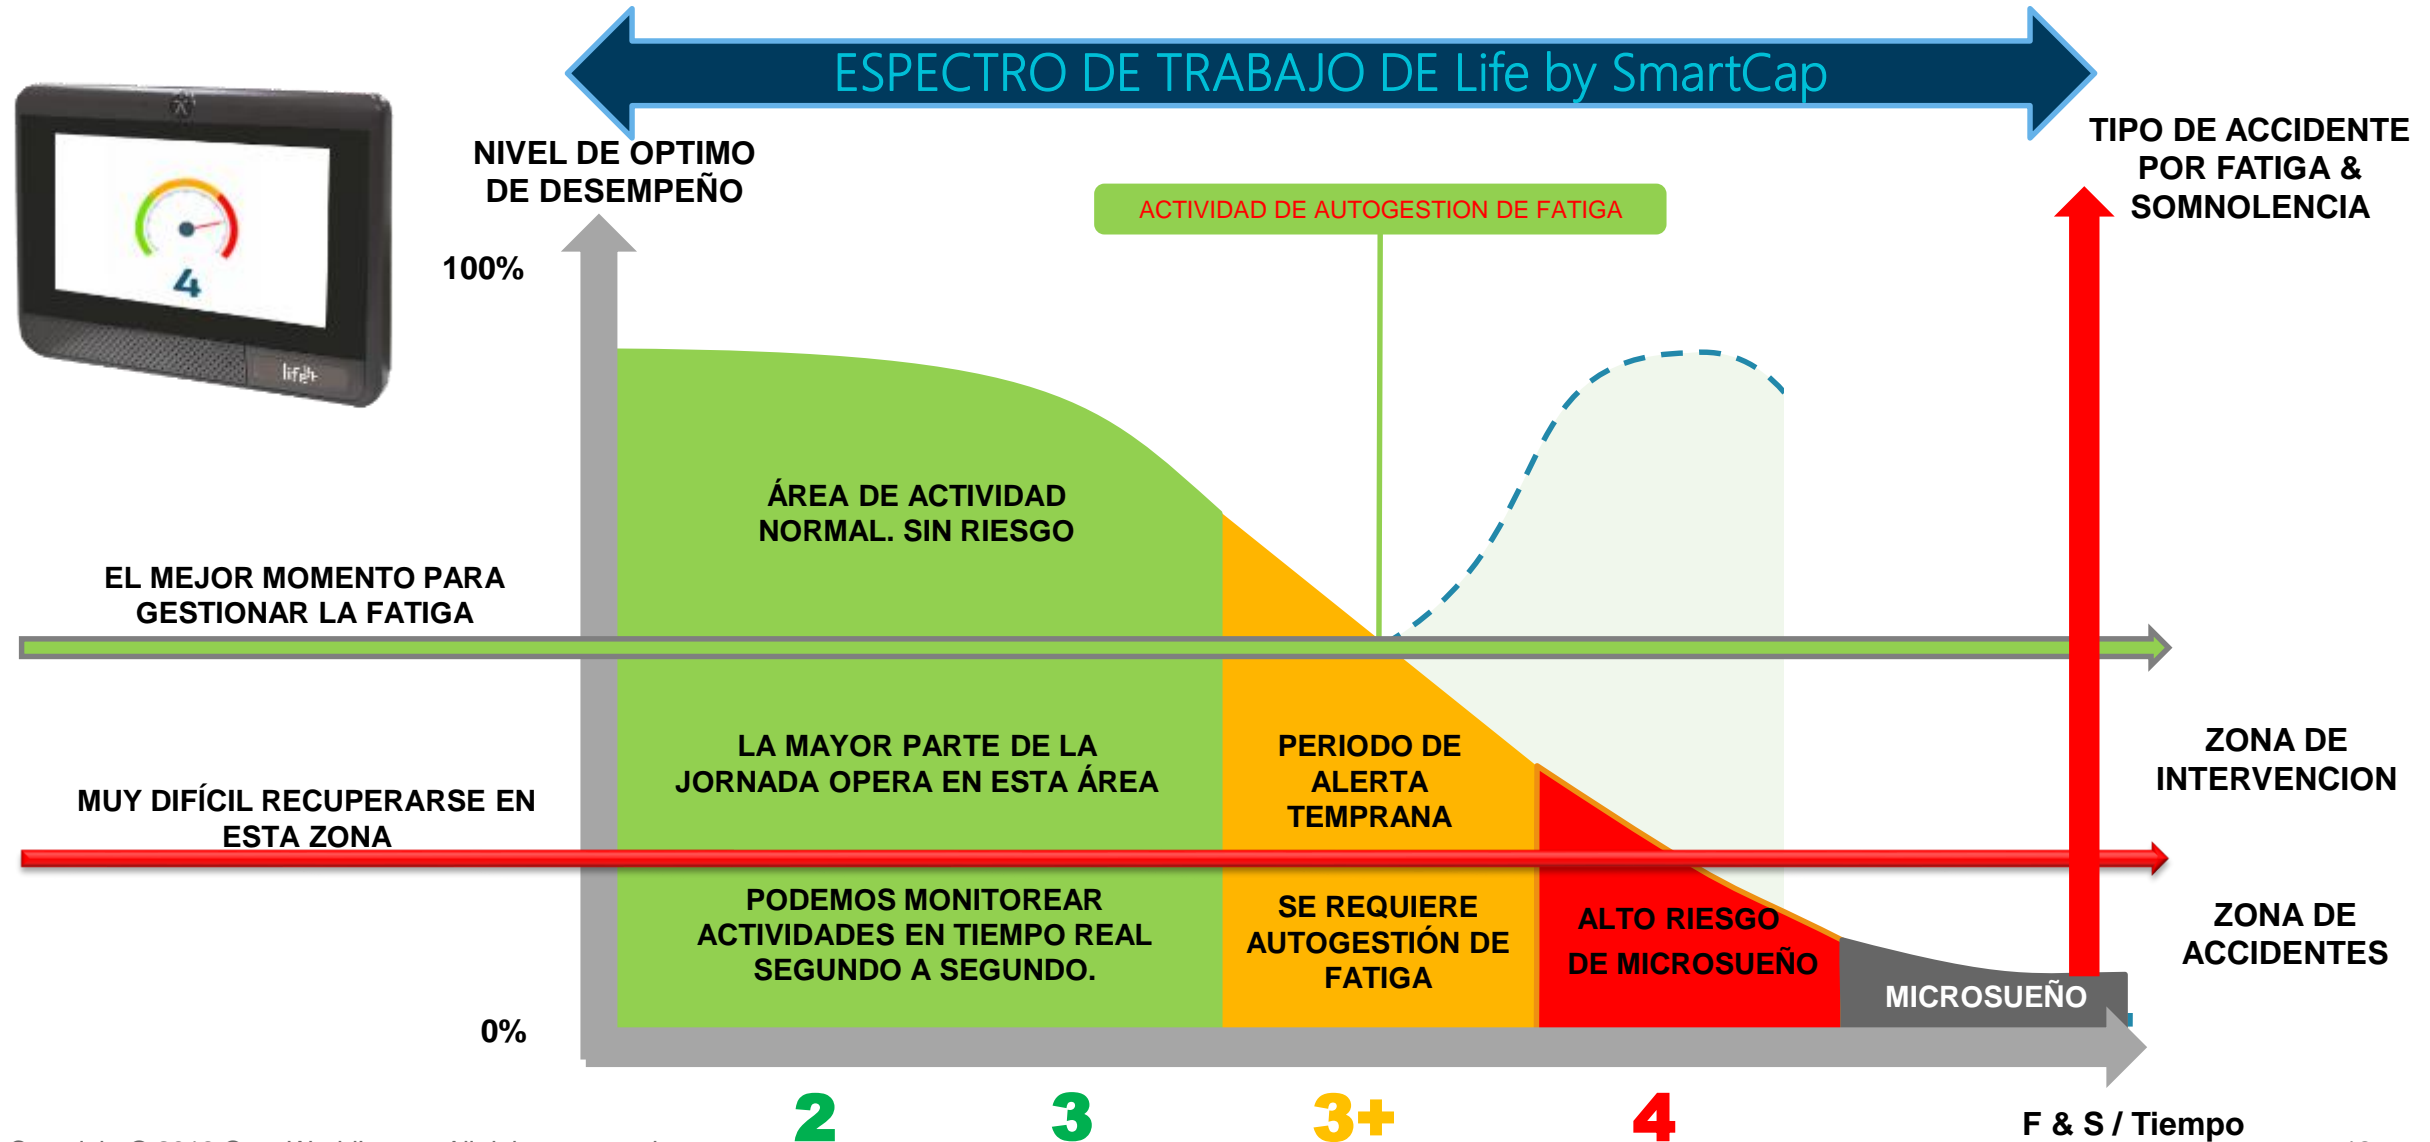 ESPECTRO DE TRABAJO DE Life by SmartCap
NIVEL DE OPTIMO
DE DESEMPEÑO
TIPO DE ACCIDENTE
POR FATIGA &
SOMNOLENCIA
ACTIVIDAD DE AUTOGESTION DE FATIGA
100%
4
life
ÁREA DE ACTIVIDAD
NORMAL. SIN RIESGO
EL MEJOR MOMENTO PARA
GESTIONAR LA FATIGA
LA MAYOR PARTE DE LA
JORNADA OPERA EN ESTA ÁREA
PERIODO DE
ALERTA
TEMPRANA
ZONA DE
INTERVENCION
MUY DIFÍCIL RECUPERARSE EN
ESTA ZONA
PODEMOS MONITOREAR
ACTIVIDADES EN TIEMPO REAL
SEGUNDO A SEGUNDO.
SE REQUIERE
AUTOGESTIÓN DE
FATIGA
ALTO RIESGO
DE MICROSUEÑO
MICROSUEÑO
ZONA DE
ACCIDENTES
0%
2 3 3+ 4
F & S / Tiempo